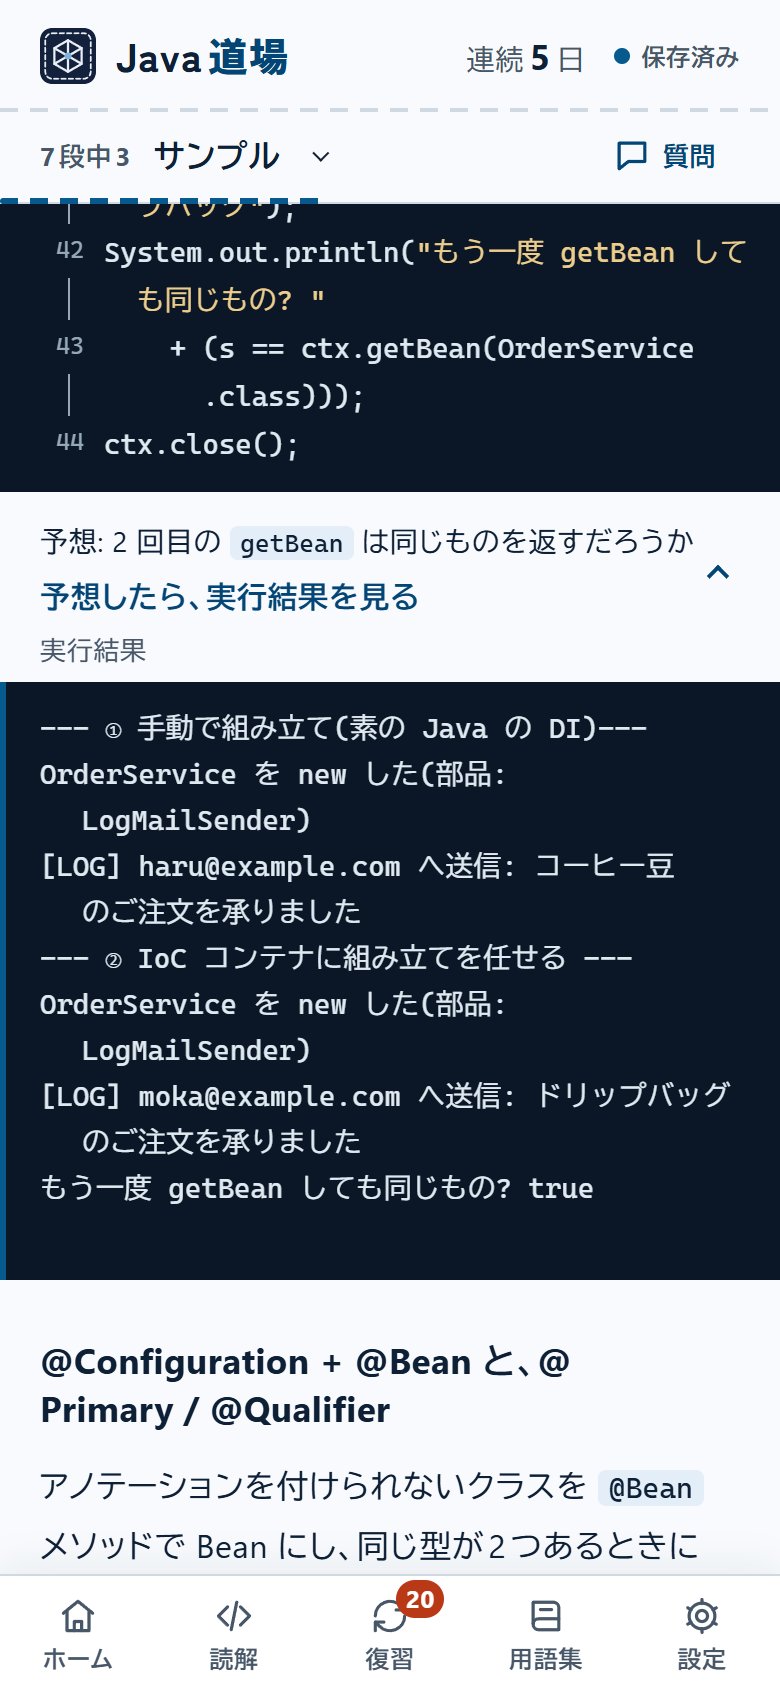 Java道場
連続 5 日
保存済み
7段中3 サンプル
質問
42 System.out.println("もう一度 getBean して
も同じもの? "
43 + (s == ctx.getBean(OrderService
.class)));
44 ctx.close();
予想: 2 回目の getBean は同じものを返すだろうか
予想したら、実行結果を見る
実行結果
--- ① 手動で組み立て(素の Java の DI)---
OrderService を new した(部品:
LogMailSender)
[LOG] haru@example.com へ送信: コーヒー豆
のご注文を承りました
--- ② IoC コンテナに組み立てを任せる ---
OrderService を new した(部品:
LogMailSender)
[LOG] moka@example.com へ送信: ドリップバッグ
のご注文を承りました
もう一度 getBean しても同じもの? true
@Configuration + @Bean と、@
Primary / @Qualifier
アノテーションを付けられないクラスを @Bean
メソッドで Bean にし、同じ型が2つあるときに
20
ホーム
読解
復習
用語集
設定